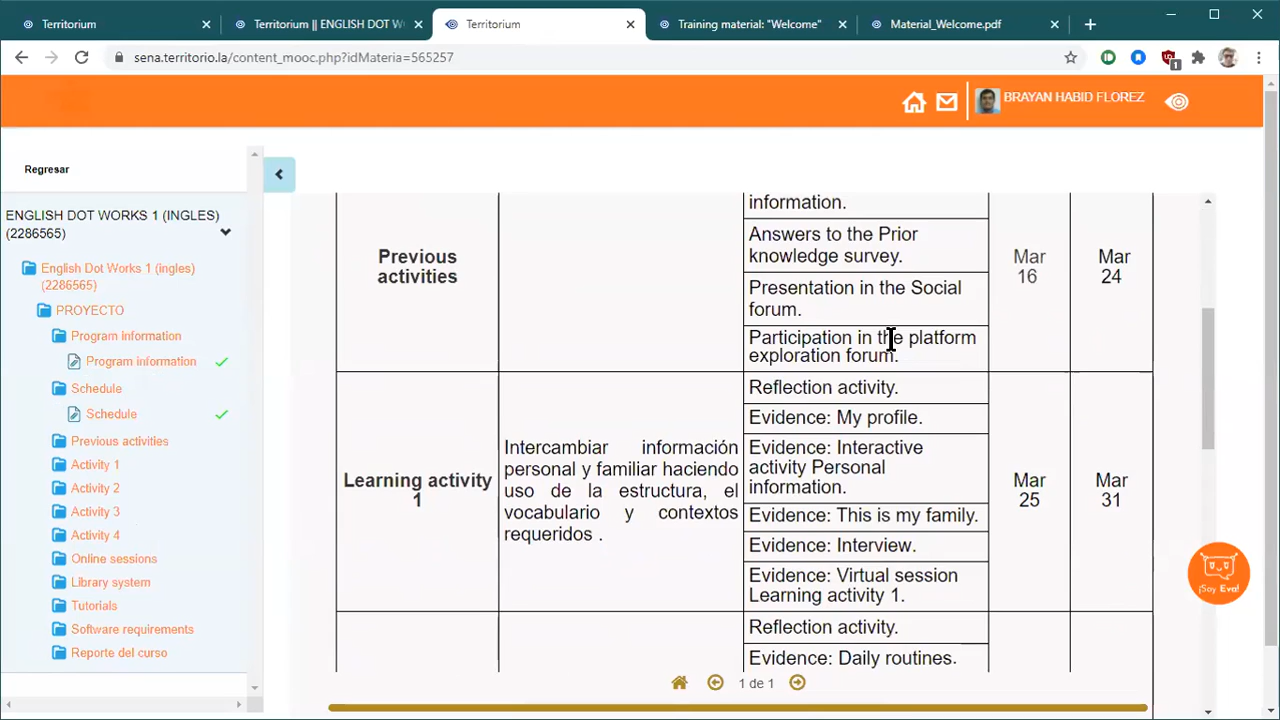 Territorium
Territorium || ENGLISH DOT W
Territorium
Training material: "Welcome"
Material_Welcome.pdf
sena.territorio.la/content_mooc.php?idMateria=565257
1
BRAYAN HABID FLOREZ
Regresar
ENGLISH DOT WORKS 1 (INGLES)
(2286565)
English Dot Works 1 (ingles)
(2286565)
PROYECTO
Program information
Program information
Schedule
Schedule
Previous activities
Activity 1
Activity 2
Activity 3
Activity 4
Online sessions
Library system
Tutorials
Software requirements
Reporte del curso
information.
Previous
activities
Answers to the Prior
knowledge survey.
Presentation in the Social
forum.
Participation in the platform
exploration forum.
Mar
16
Mar
24
Learning activity
1
Intercambiar información
personal y familiar haciendo
uso de la estructura, el
vocabulario y contextos
requeridos .
Reflection activity.
Evidence: My profile.
Evidence: Interactive
activity Personal
information.
Evidence: This is my family.
Evidence: Interview.
Evidence: Virtual session
Learning activity 1.
Mar
25
Mar
31
Reflection activity.
Evidence: Daily routines.
1 de 1
¡Soy Eva!